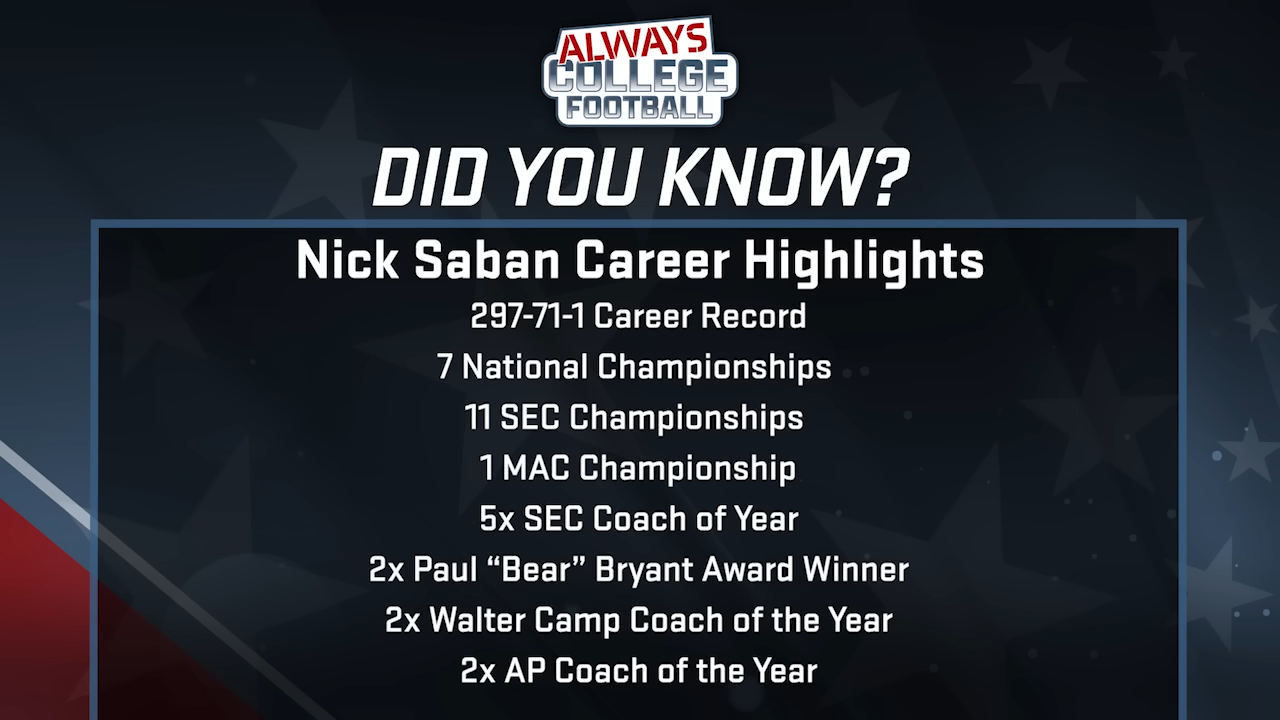 ALWAYS
COLLEGE
FOOTBALL
DID YOU KNOW?
Nick Saban Career Highlights
297-71-1 Career Record
7 National Championships
11 SEC Championships
1 MAC Championship
5x SEC Coach of Year
2x Paul “Bear” Bryant Award Winner
2x Walter Camp Coach of the Year
2x AP Coach of the Year